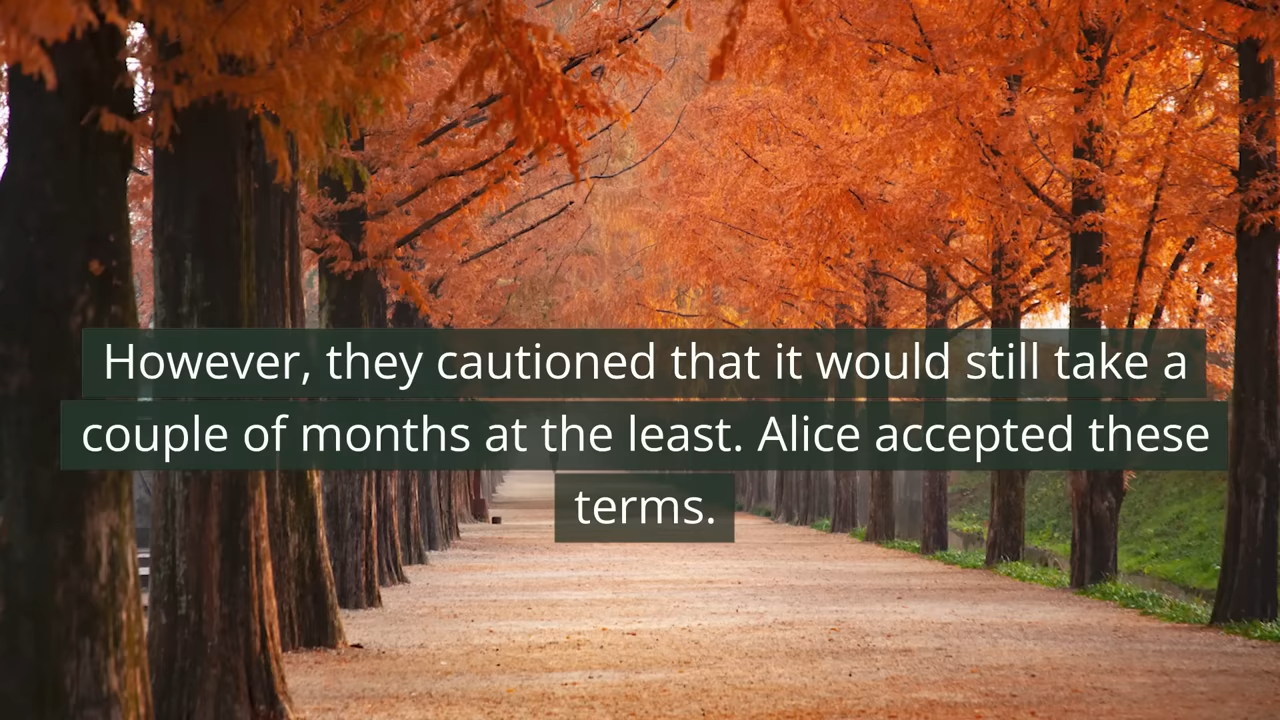 However, they cautioned that it would still take a
couple of months at the least. Alice accepted these
terms.